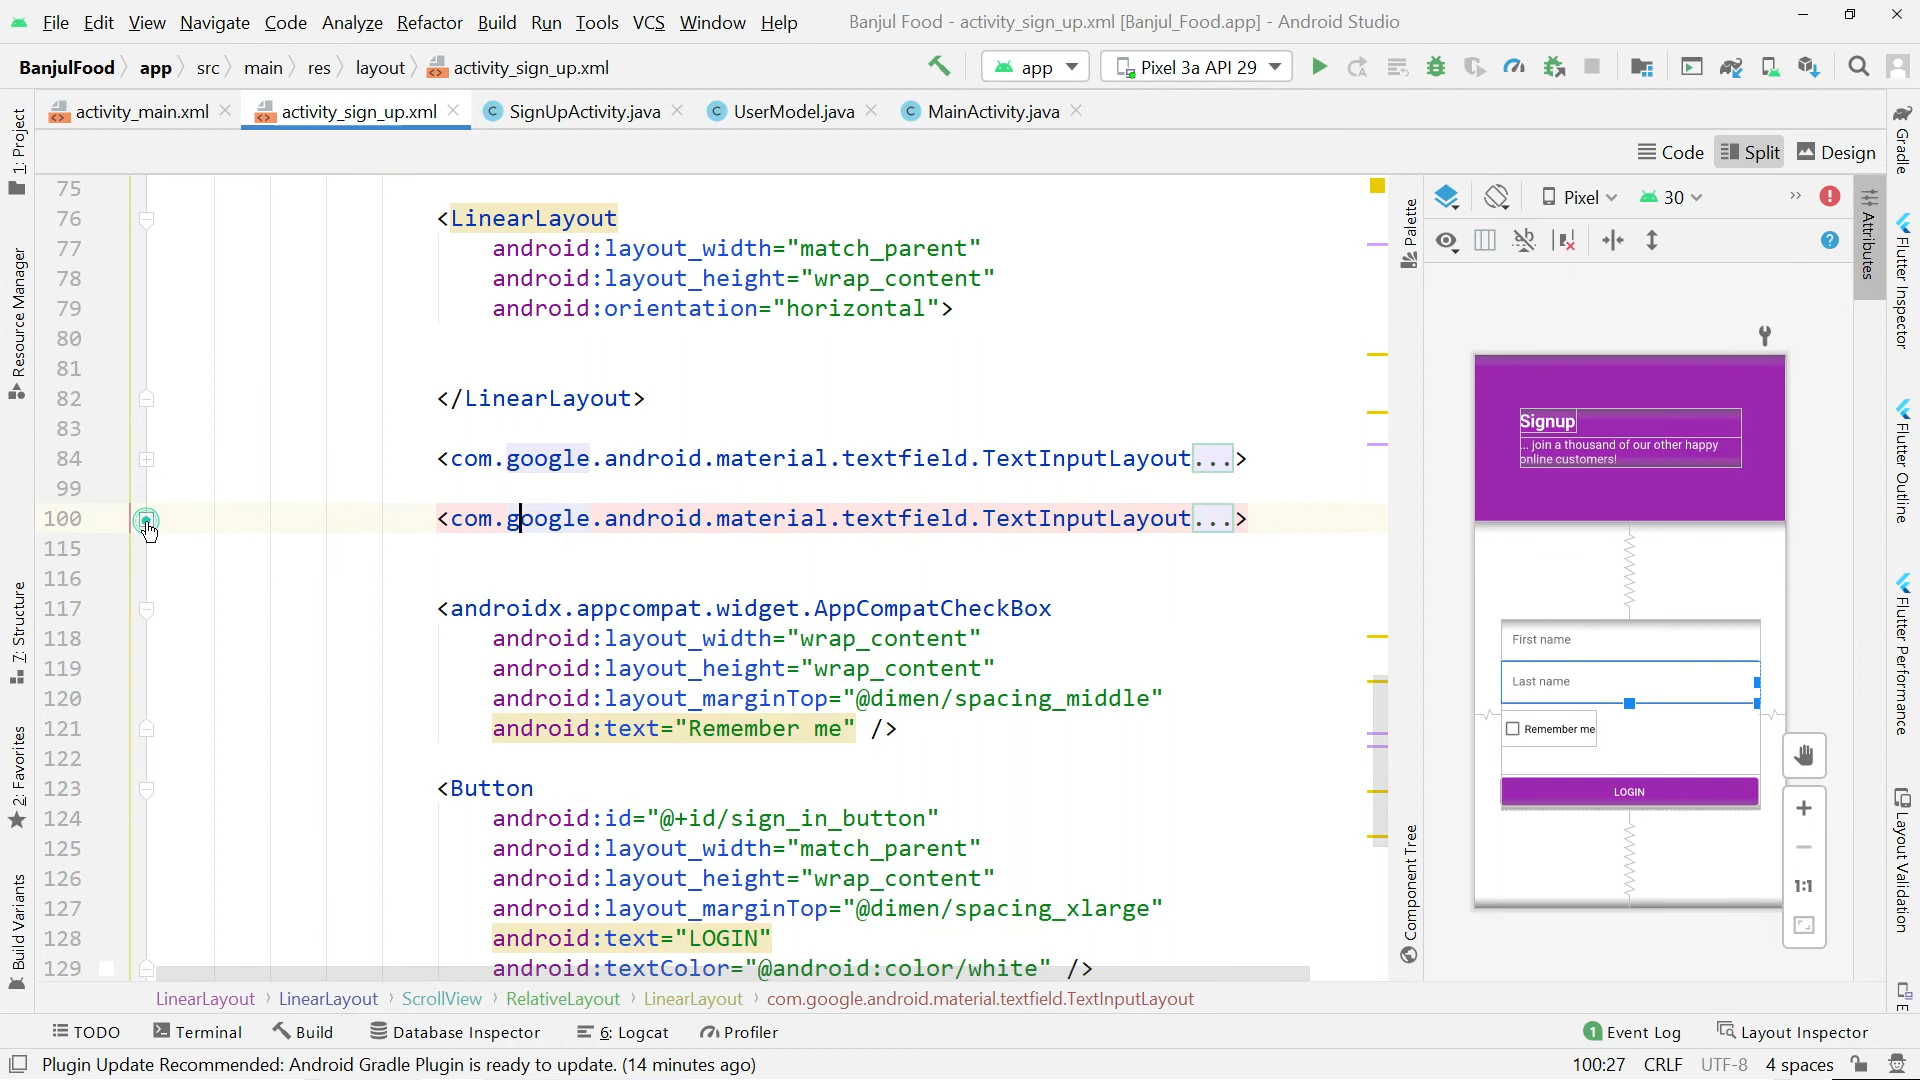 File Edit View Navigate Code Analyze Refactor Build Run Tools VCS Window Help Banjul Food - activity_sign_up.xml [Banjul_Food.app] - Android Studio
BanjulFood app src main res layout activity_sign_up.xml app Pixel 3a API 29
activity_main.xml activity_sign_up.xml SignUpActivity.java UserModel.java MainActivity.java
Code Split Design
1: Project
Resource Manager
7: Structure
2: Favorites
Build Variants
75
76 <LinearLayout
77 android:layout_width="match_parent"
78 android:layout_height="wrap_content"
79 android:orientation="horizontal">
80
81
82 </LinearLayout>
83
84 <com.google.android.material.textfield.TextInputLayout...>
99
100 <com.google.android.material.textfield.TextInputLayout...>
115
116
117 <androidx.appcompat.widget.AppCompatCheckBox
118 android:layout_width="wrap_content"
119 android:layout_height="wrap_content"
120 android:layout_marginTop="@dimen/spacing_middle"
121 android:text="Remember me" />
122
123 <Button
124 android:id="@+id/sign_in_button"
125 android:layout_width="match_parent"
126 android:layout_height="wrap_content"
127 android:layout_marginTop="@dimen/spacing_xlarge"
128 android:text="LOGIN"
129 android:textColor="@android:color/white" />
Palette
Component Tree
Pixel 30
Signup
... join a thousand of our other happy
online customers!
First name
Last name
Remember me
LOGIN
1:1
Attributes
Gradle
Flutter Inspector
Flutter Outline
Flutter Performance
Layout Validation
LinearLayout LinearLayout ScrollView RelativeLayout LinearLayout com.google.android.material.textfield.TextInputLayout
TODO Terminal Build Database Inspector 6: Logcat Profiler 1 Event Log Layout Inspector
Plugin Update Recommended: Android Gradle Plugin is ready to update. (14 minutes ago) 100:27 CRLF UTF-8 4 spaces